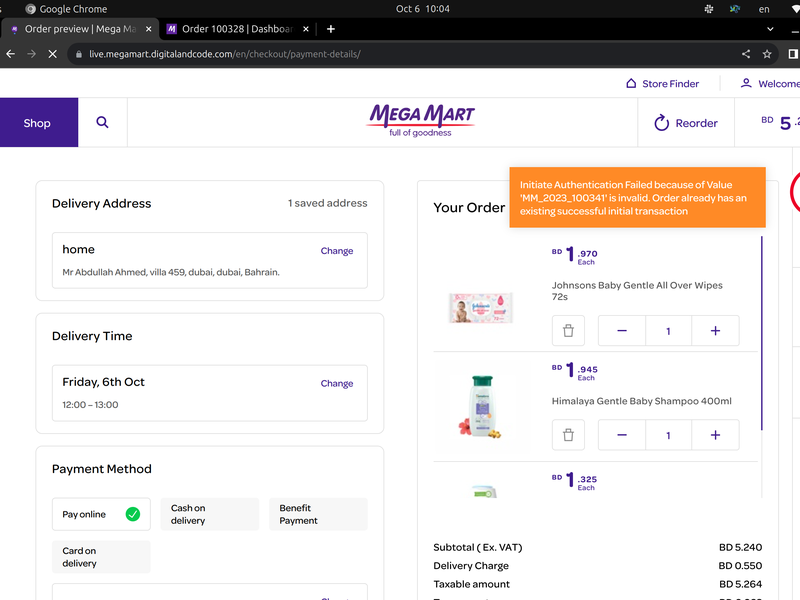 Google Chrome
Oct 6 10:04
en
Order preview | Mega Ma
Order 100328 | Dashboa
live.megamart.digitalandcode.com/en/checkout/payment-details/
Store Finder
Welcome
Shop
MEGA MART
full of goodness
Reorder
BD 5.2
Delivery Address
1 saved address
home
Change
Mr Abdullah Ahmed, villa 459, dubai, dubai, Bahrain.
Delivery Time
Friday, 6th Oct
Change
12:00 – 13:00
Payment Method
Pay online
Cash on
delivery
Benefit
Payment
Card on
delivery
Your Order
Initiate Authentication Failed because of Value
'MM_2023_100341' is invalid. Order already has an
existing successful initial transaction
BD 1.970
Each
Johnsons Baby Gentle All Over Wipes
72s
1
BD 1.945
Each
Himalaya Gentle Baby Shampoo 400ml
1
BD 1.325
Each
Subtotal ( Ex. VAT)
BD 5.240
Delivery Charge
BD 0.550
Taxable amount
BD 5.264